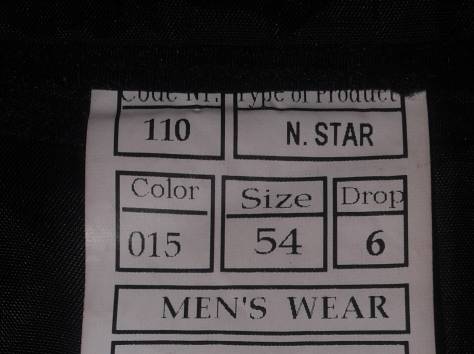 Code Nr. Type of Product
110 N. STAR
Color Size Drop
015 54 6
MEN'S WEAR